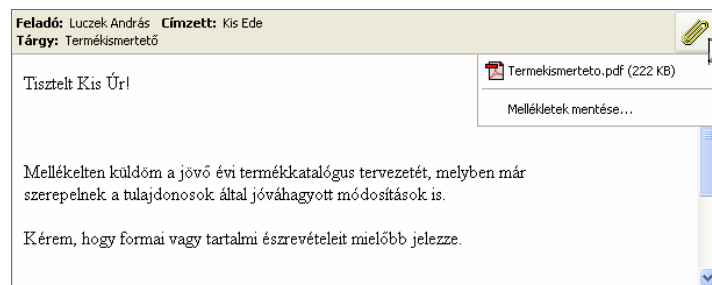 Feladó: Luczek András Címzett: Kis Ede
Tárgy: Termékismertető
Termekismerteto.pdf (222 KB)
Mellékletek mentése...
Tisztelt Kis Úr!
Mellékelten küldöm a jövő évi termékkatalógus tervezetét, melyben már
szerepelnek a tulajdonosok által jóváhagyott módosítások is.
Kérem, hogy formai vagy tartalmi észrevételeit mielőbb jelezze.